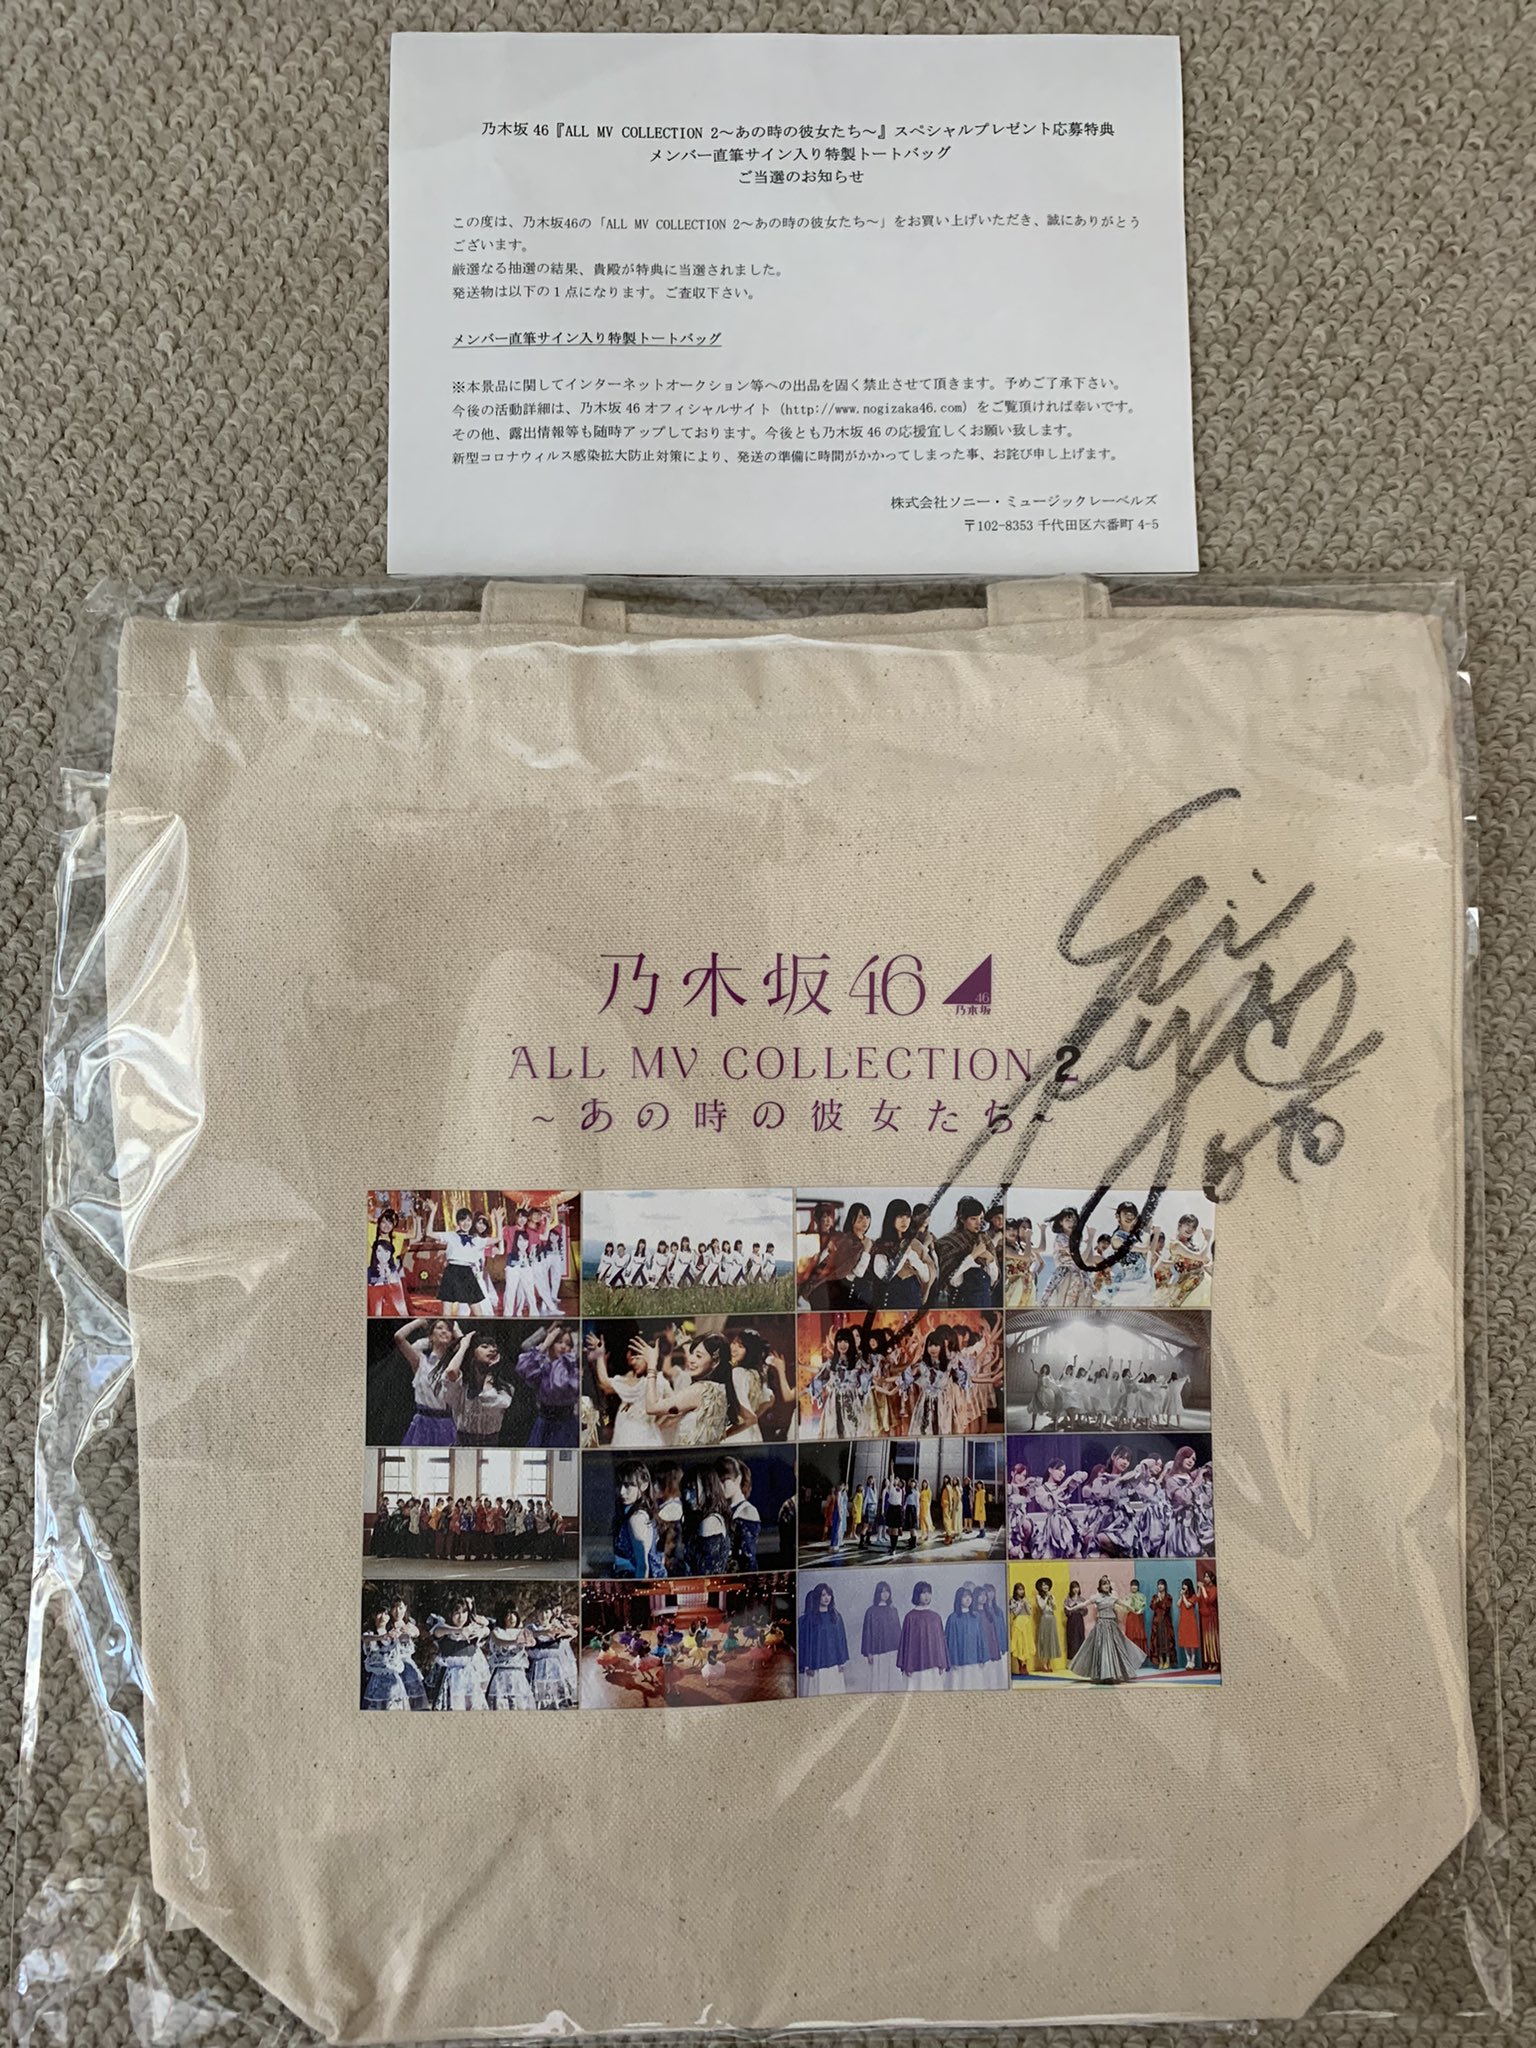 乃木坂 46『ALL MV COLLECTION 2～あの時の彼女たち～』スペシャルプレゼント応募特典
メンバー直筆サイン入り特製トートバッグ
ご当選のお知らせ
この度は、乃木坂46の「ALL MV COLLECTION 2～あの時の彼女たち～」をお買い上げいただき、誠にありがとう
ございます。
厳選なる抽選の結果、貴殿が特典に当選されました。
発送物は以下の１点になります。ご査収下さい。
メンバー直筆サイン入り特製トートバッグ
※本景品に関してインターネットオークション等への出品を固く禁止させて頂きます。予めご了承下さい。
今後の活動詳細は、乃木坂 46 オフィシャルサイト（http://www.nogizaka46.com）をご覧頂ければ幸いです。
その他、露出情報等も随時アップしております。今後とも乃木坂 46 の応援宜しくお願い致します。
新型コロナウィルス感染拡大防止対策により、発送の準備に時間がかかってしまった事、お詫び申し上げます。
株式会社ソニー・ミュージックレーベルズ
〒102-8353 千代田区六番町 4-5
乃木坂46
46
乃木坂
ALL MV COLLECTION 2
～あの時の彼女たち～